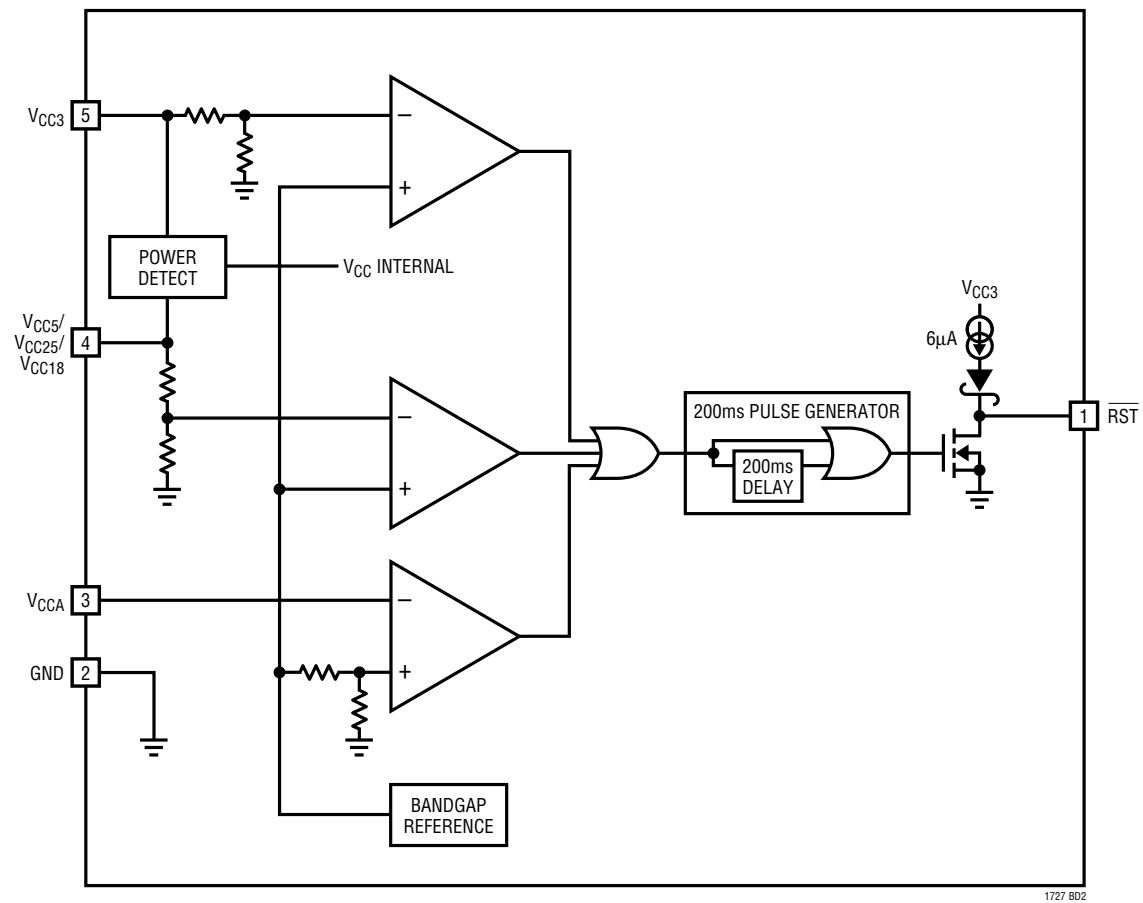 VCC3
5
−
+
POWER
DETECT
VCC INTERNAL
VCC5/
VCC25/
VCC18
4
−
+
VCC3
6μA
200ms PULSE GENERATOR
200ms
DELAY
1
RST
VCCA
3
−
+
GND
2
BANDGAP
REFERENCE
1727 BD2